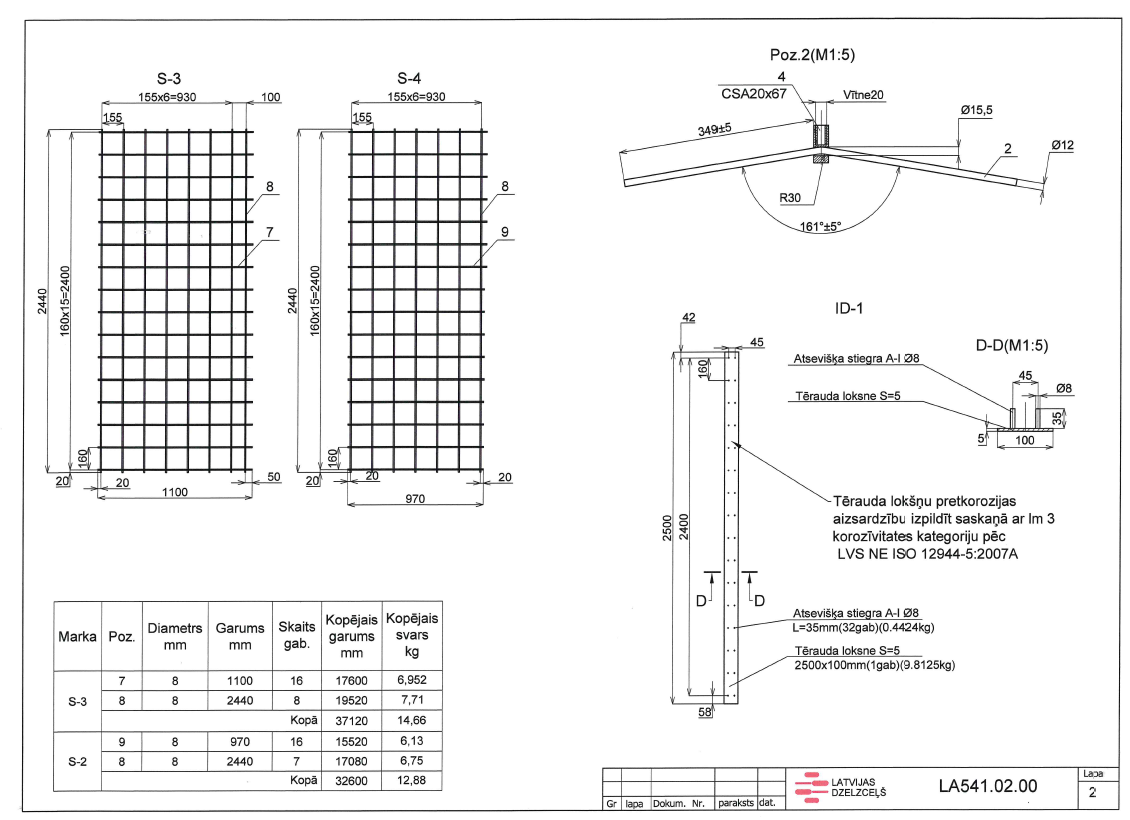 S-3
155x6=930
100
155
8
7
2440
160x15=2400
160
20
20
50
1100
S-4
155x6=930
155
8
9
2440
160x15=2400
160
20
20
20
970
Poz.2(M1:5)
4
CSA20x67
Vītne20
349±5
Ø15,5
2
Ø12
R30
161°±5°
ID-1
42
45
160
2500
2400
58
D
D
Atsevišķa stiegra A-I Ø8
Tērauda loksne S=5
D-D(M1:5)
45
Ø8
35
5
100
Tērauda lokšņu pretkorozijas
aizsardzību izpildīt saskaņā ar lm 3
korozīvitates kategoriju pēc
LVS NE ISO 12944-5:2007A
Atsevišķa stiegra A-I Ø8
L=35mm(32gab)(0.4424kg)
Tērauda loksne S=5
2500x100mm(1gab)(9.8125kg)
Marka Poz. Diametrs mm Garums mm Skaits gab. Kopējais garums mm Kopējais svars kg
S-3
7 8 1100 16 17600 6,952
8 8 2440 8 19520 7,71
Kopā 37120 14,66
S-2
9 8 970 16 15520 6,13
8 8 2440 7 17080 6,75
Kopā 32600 12,88
Gr lapa Dokum. Nr. paraksts dat.
LATVIJAS
DZELZCEĻŠ
LA541.02.00
Lapa
2